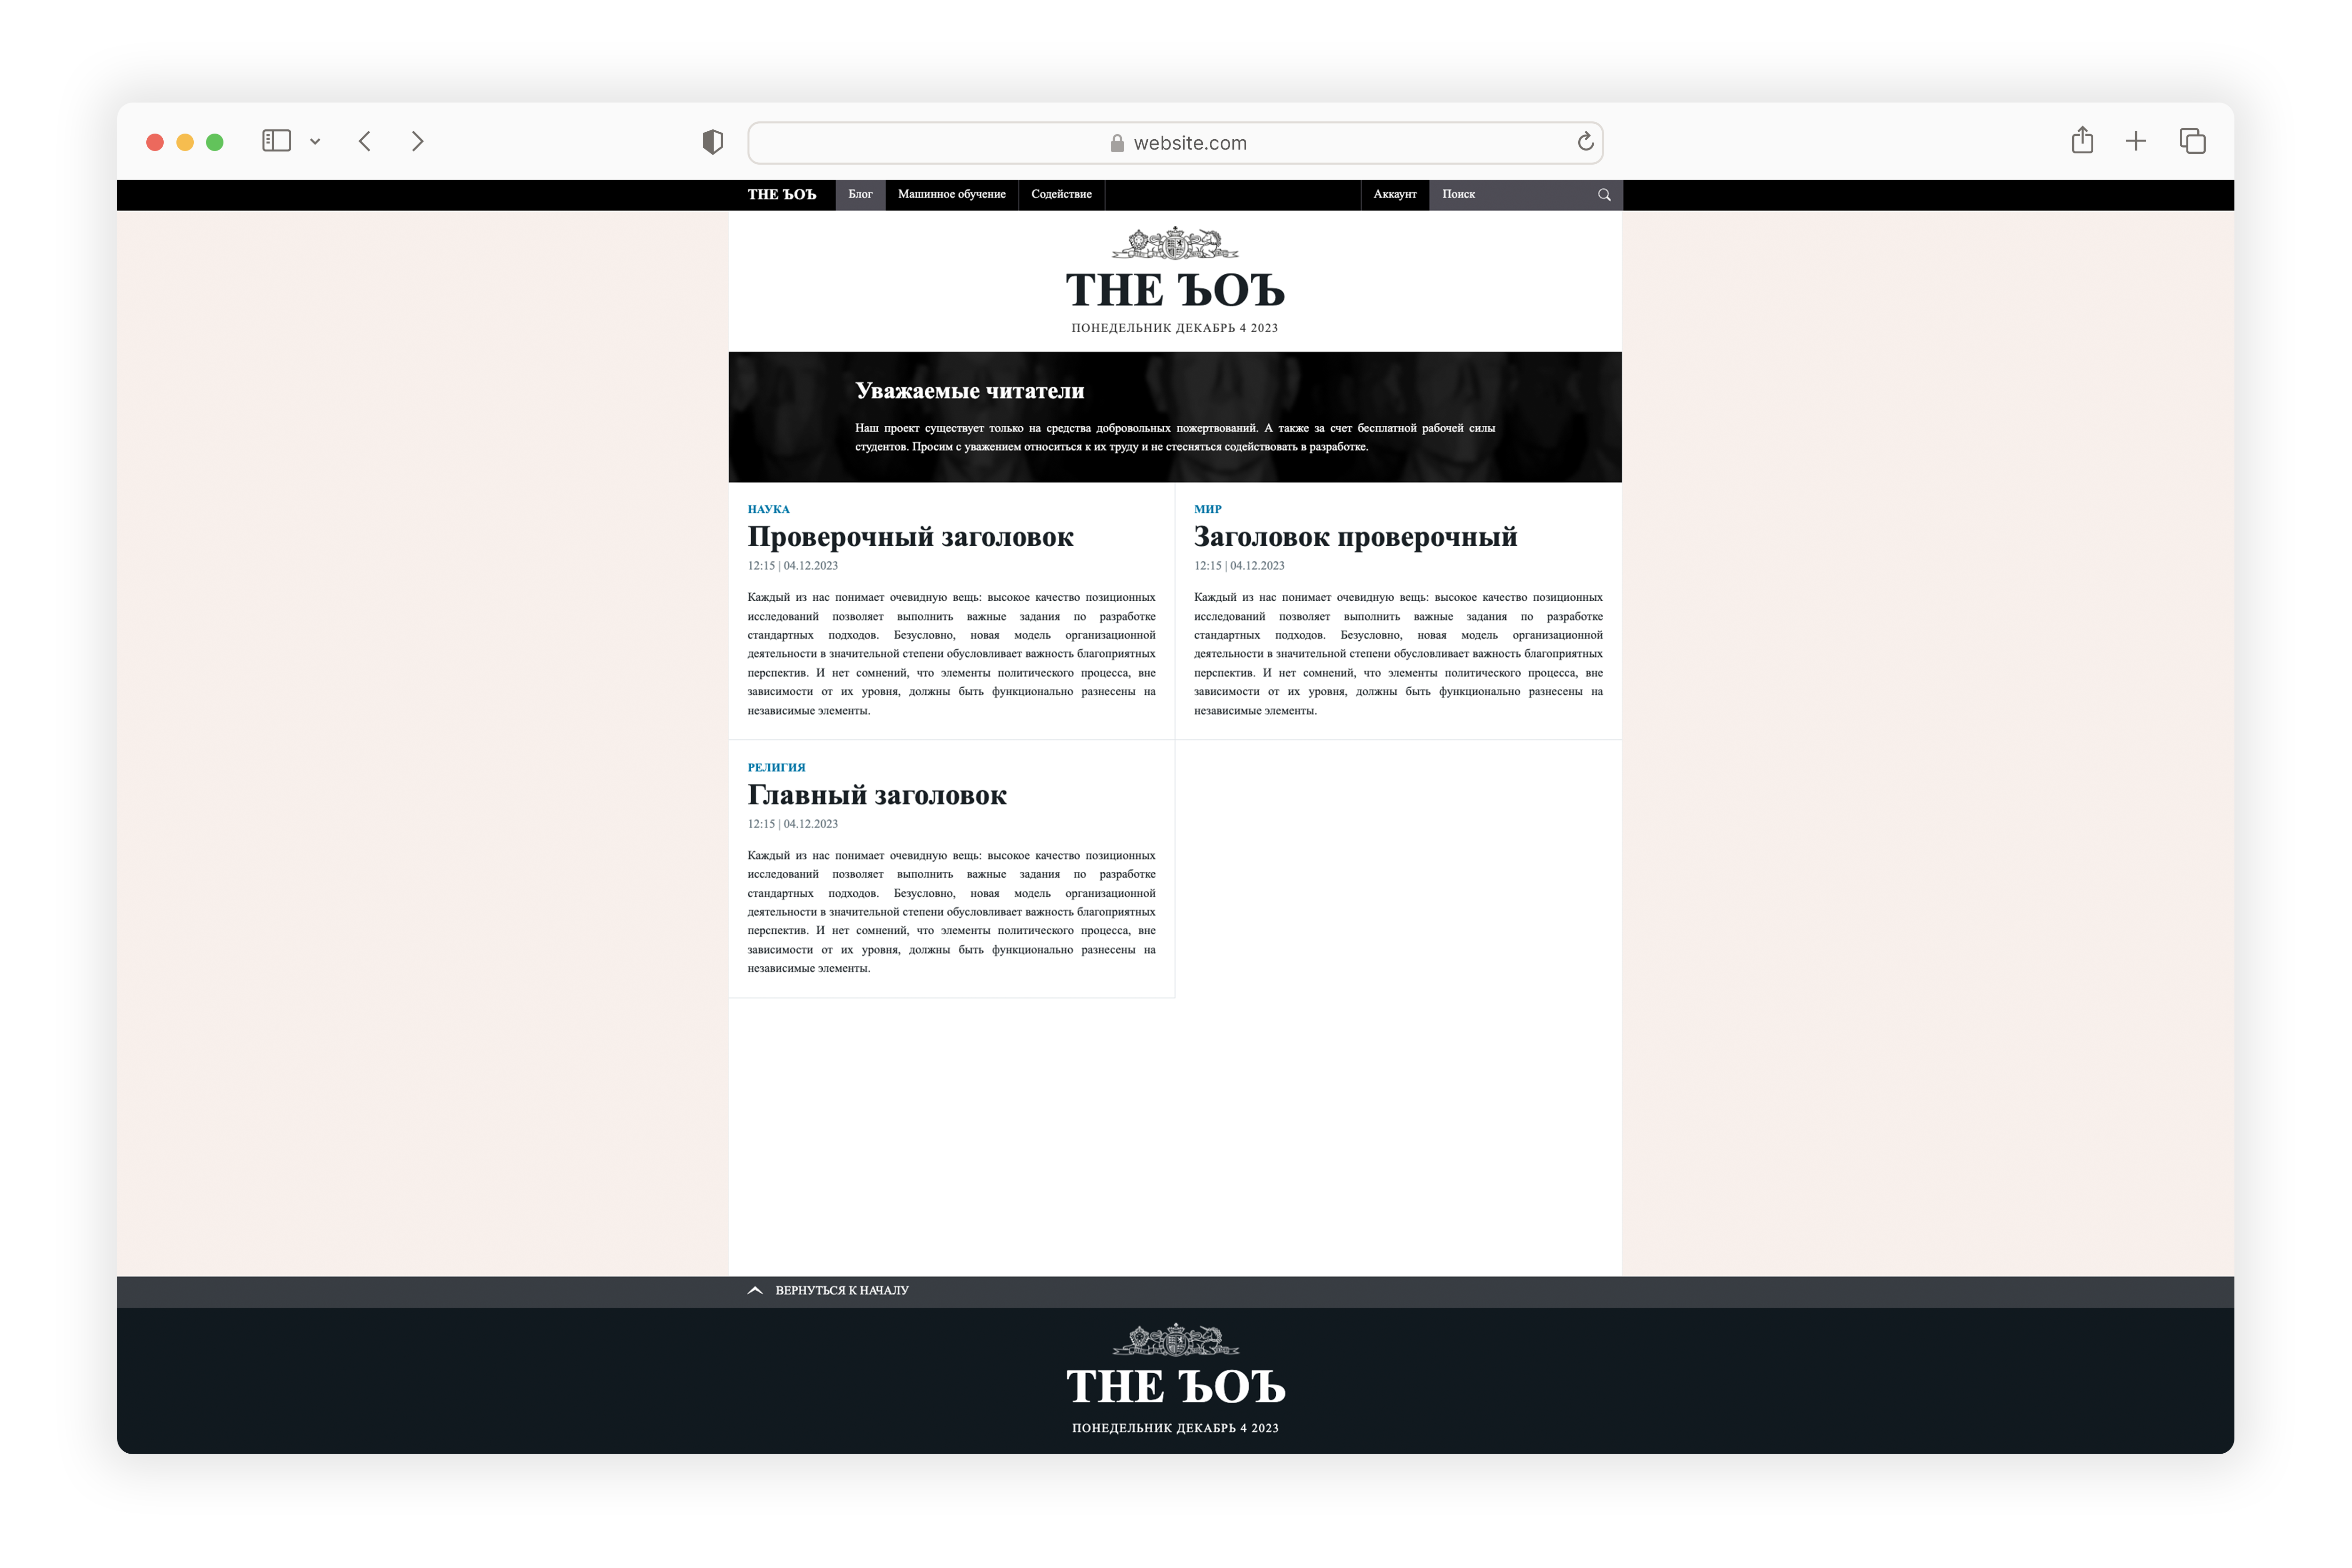 website.com
THE ЪОЪ
Блог
Машинное обучение
Содействие
Аккаунт
Поиск
THE ЪОЪ
ПОНЕДЕЛЬНИК ДЕКАБРЬ 4 2023
Уважаемые читатели
Наш проект существует только на средства добровольных пожертвований. А также за счет бесплатной рабочей силы
студентов. Просим с уважением относиться к их труду и не стесняться содействовать в разработке.
НАУКА
Проверочный заголовок
12:15 | 04.12.2023
Каждый из нас понимает очевидную вещь: высокое качество позиционных
исследований позволяет выполнить важные задания по разработке
стандартных подходов. Безусловно, новая модель организационной
деятельности в значительной степени обусловливает важность благоприятных
перспектив. И нет сомнений, что элементы политического процесса, вне
зависимости от их уровня, должны быть функционально разнесены на
независимые элементы.
МИР
Заголовок проверочный
12:15 | 04.12.2023
Каждый из нас понимает очевидную вещь: высокое качество позиционных
исследований позволяет выполнить важные задания по разработке
стандартных подходов. Безусловно, новая модель организационной
деятельности в значительной степени обусловливает важность благоприятных
перспектив. И нет сомнений, что элементы политического процесса, вне
зависимости от их уровня, должны быть функционально разнесены на
независимые элементы.
РЕЛИГИЯ
Главный заголовок
12:15 | 04.12.2023
Каждый из нас понимает очевидную вещь: высокое качество позиционных
исследований позволяет выполнить важные задания по разработке
стандартных подходов. Безусловно, новая модель организационной
деятельности в значительной степени обусловливает важность благоприятных
перспектив. И нет сомнений, что элементы политического процесса, вне
зависимости от их уровня, должны быть функционально разнесены на
независимые элементы.
ВЕРНУТЬСЯ К НАЧАЛУ
THE ЪОЪ
ПОНЕДЕЛЬНИК ДЕКАБРЬ 4 2023